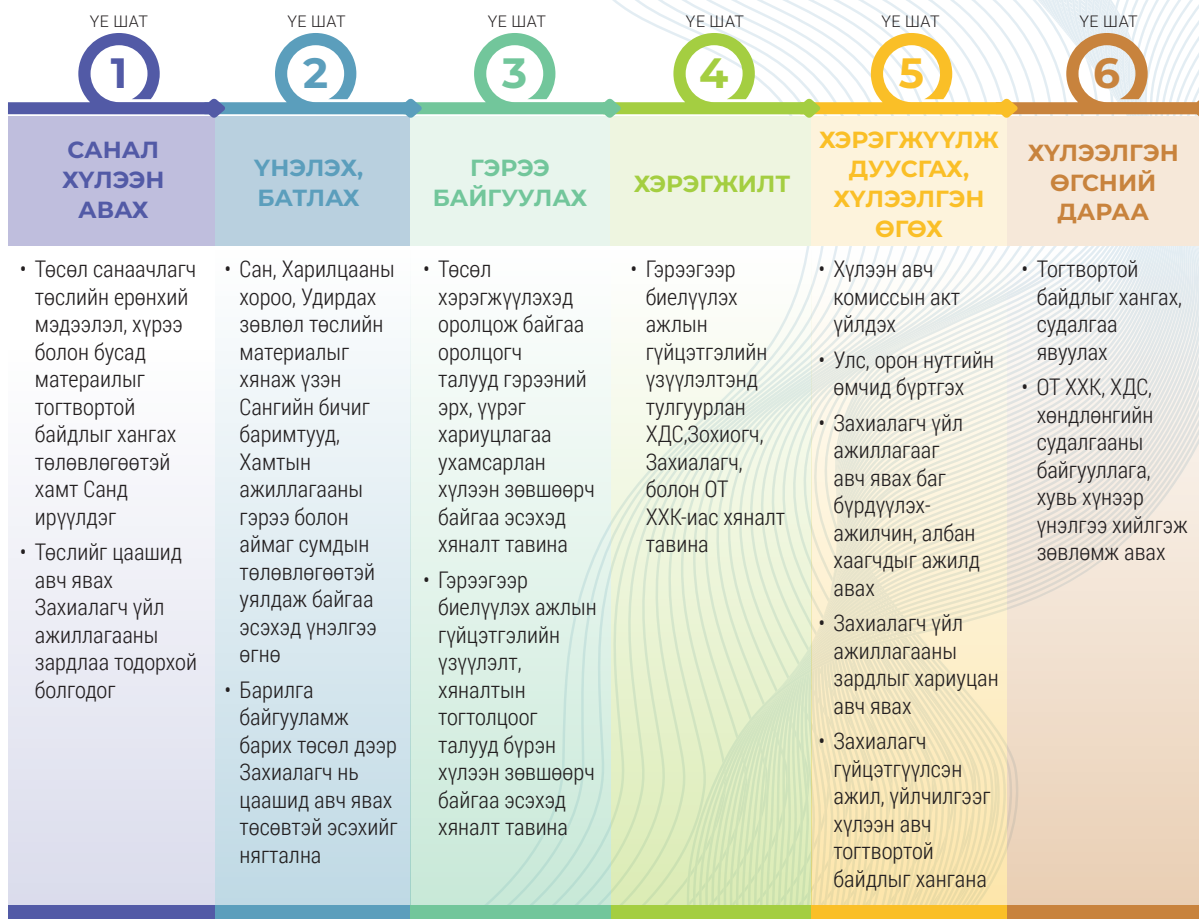 ҮЕ ШАТ
1
САНАЛ
ХҮЛЭЭН
АВАХ
• Төсөл санаачлагч
төслийн ерөнхий
мэдээлэл, хүрээ
болон бусад
матераилыг
тогтвортой
байдлыг хангах
төлөвлөгөөтэй
хамт Санд
ирүүлдэг
• Төслийг цаашид
авч явах
Захиалагч үйл
ажиллагааны
зардлаа тодорхой
болгодог
ҮЕ ШАТ
2
ҮНЭЛЭХ,
БАТЛАХ
• Сан, Харилцааны
хороо, Удирдах
зөвлөл төслийн
материалыг
хянаж үзэн
Сангийн бичиг
баримтууд,
Хамтын
ажиллагааны
гэрээ болон
аймаг сумдын
төлөвлөгөөтэй
уялдаж байгаа
эсэхэд үнэлгээ
өгнө
• Барилга
байгууламж
барих төсөл дээр
Захиалагч нь
цаашид авч явах
төсөвтэй эсэхийг
нягтална
ҮЕ ШАТ
3
ГЭРЭЭ
БАЙГУУЛАХ
• Төсөл
хэрэгжүүлэхэд
оролцож байгаа
оролцогч
талууд гэрээний
эрх, үүрэг
хариуцлагаа
ухамсарлан
хүлээн зөвшөөрч
байгаа эсэхэд
хяналт тавина
• Гэрээгээр
биелүүлэх ажлын
гүйцэтгэлийн
үзүүлэлт,
хяналтын
тогтолцоог
талууд бүрэн
хүлээн зөвшөөрч
байгаа эсэхэд
хяналт тавина
ҮЕ ШАТ
4
ХЭРЭГЖИЛТ
• Гэрээгээр
биелүүлэх
ажлын
гүйцэтгэлийн
үзүүлэлтэнд
тулгуурлан
ХДС,Зохиогч,
Захиалагч,
болон ОТ
ХХК-иас хяналт
тавина
ҮЕ ШАТ
5
ХЭРЭГЖҮҮЛЖ
ДУУСГАХ,
ХҮЛЭЭЛГЭН
ӨГӨХ
• Хүлээн авч
комиссын акт
үйлдэх
• Улс, орон нутгийн
өмчид бүртгэх
• Захиалагч үйл
ажиллагааг
авч явах баг
бүрдүүлэх-
ажилчин, албан
хаагчдыг ажилд
авах
• Захиалагч үйл
ажиллагааны
зардлыг хариуцан
авч явах
• Захиалагч
гүйцэтгүүлсэн
ажил, үйлчилгээг
хүлээн авч
тогтвортой
байдлыг хангана
ҮЕ ШАТ
6
ХҮЛЭЭЛГЭН
ӨГСНИЙ
ДАРАА
• Тогтвортой
байдлыг хангах,
судалгаа
явуулах
• ОТ ХХК, ХДС,
хөндлөнгийн
судалгааны
байгууллага,
хувь хүнээр
үнэлгээ хийлгэж
зөвлөмж авах